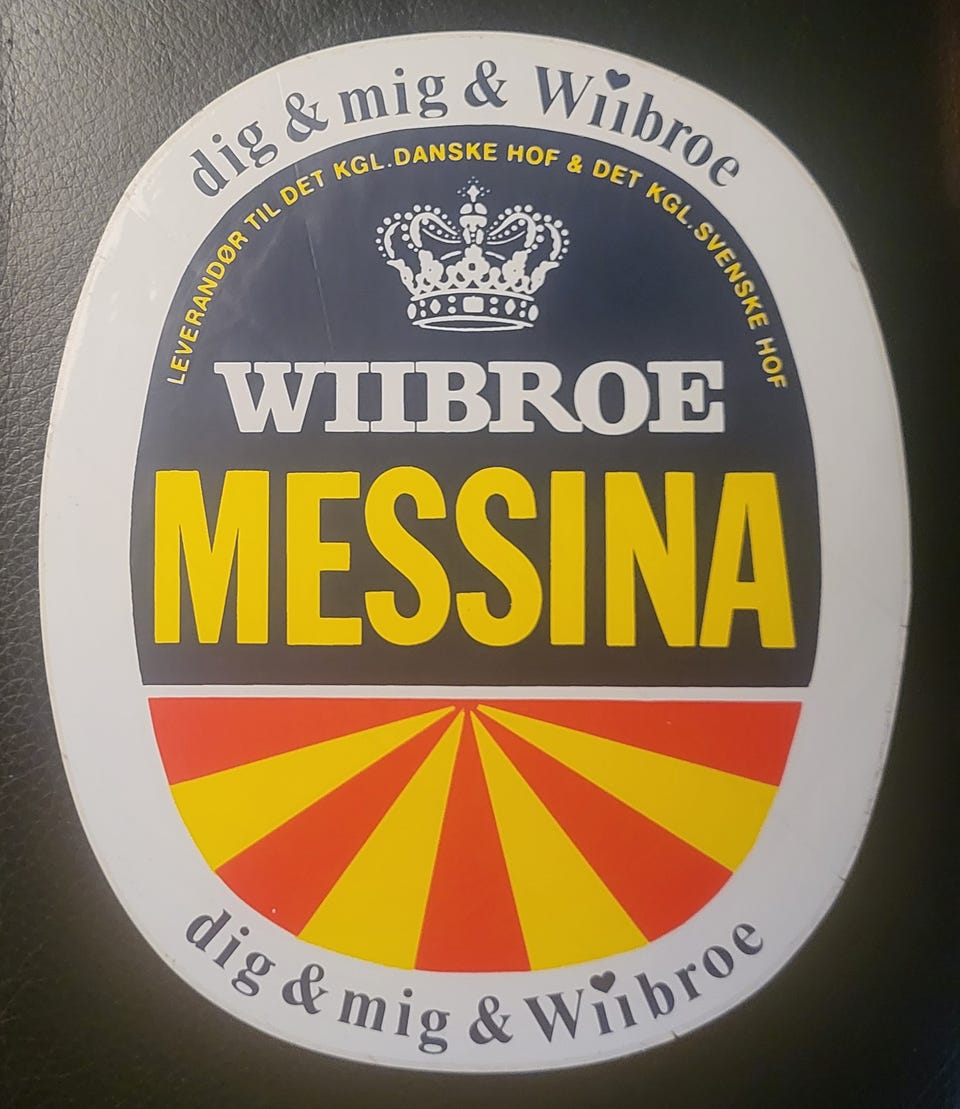 dig & mig & Wiibroe
LEVERANDØR TIL DET KGL. DANSKE HOF & DET KGL. SVENSKE HOF
WIIBROE
MESSINA
dig & mig & Wiibroe